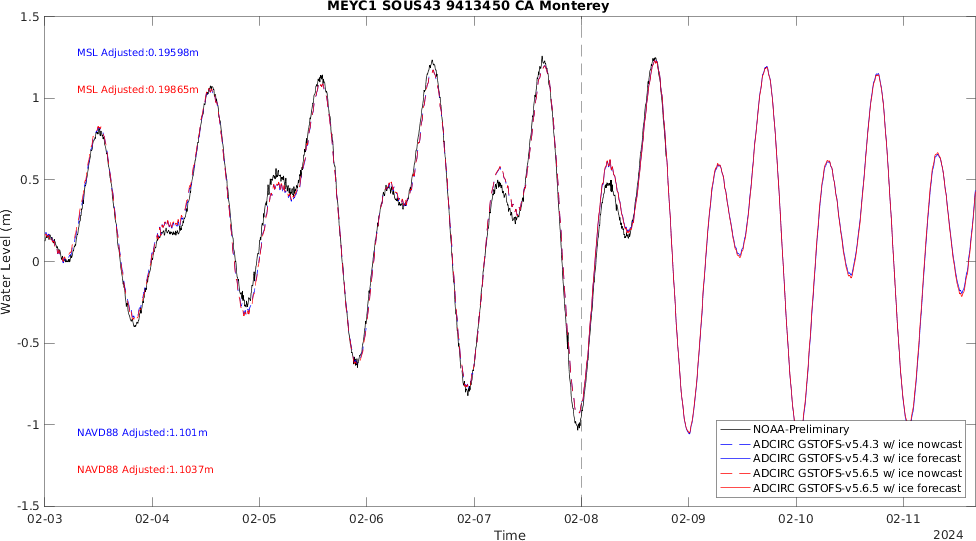 MEYC1 SOUS43 9413450 CA Monterey
1.5
1
0.5
0
-0.5
-1
-1.5
Water Level (m)
MSL Adjusted:0.19598m
MSL Adjusted:0.19865m
NAVD88 Adjusted:1.101m
NAVD88 Adjusted:1.1037m
NOAA-Preliminary
ADCIRC GSTOFS-v5.4.3 w/ ice nowcast
ADCIRC GSTOFS-v5.4.3 w/ ice forecast
ADCIRC GSTOFS-v5.6.5 w/ ice nowcast
ADCIRC GSTOFS-v5.6.5 w/ ice forecast
02-03 02-04 02-05 02-06 02-07 02-08 02-09 02-10 02-11
Time
2024